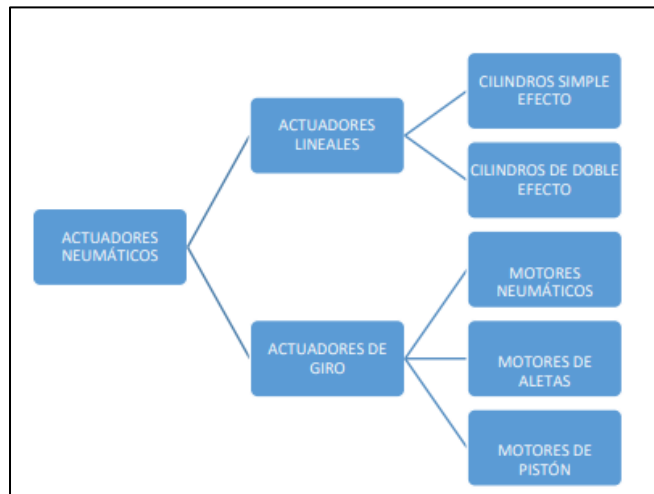 ACTUADORES
NEUMÁTICOS
ACTUADORES
LINEALES
CILINDROS SIMPLE
EFECTO
CILINDROS DE DOBLE
EFECTO
ACTUADORES DE
GIRO
MOTORES
NEUMÁTICOS
MOTORES DE
ALETAS
MOTORES DE
PISTÓN